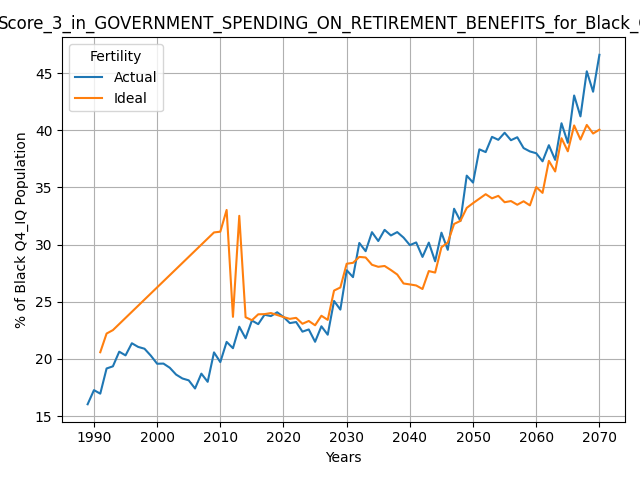 Score_3_in_GOVERNMENT_SPENDING_ON_RETIREMENT_BENEFITS_for_Black_
Fertility
Actual
Ideal
% of Black Q4_IQ Population
45
40
35
30
25
20
15
1990 2000 2010 2020 2030 2040 2050 2060 2070
Years